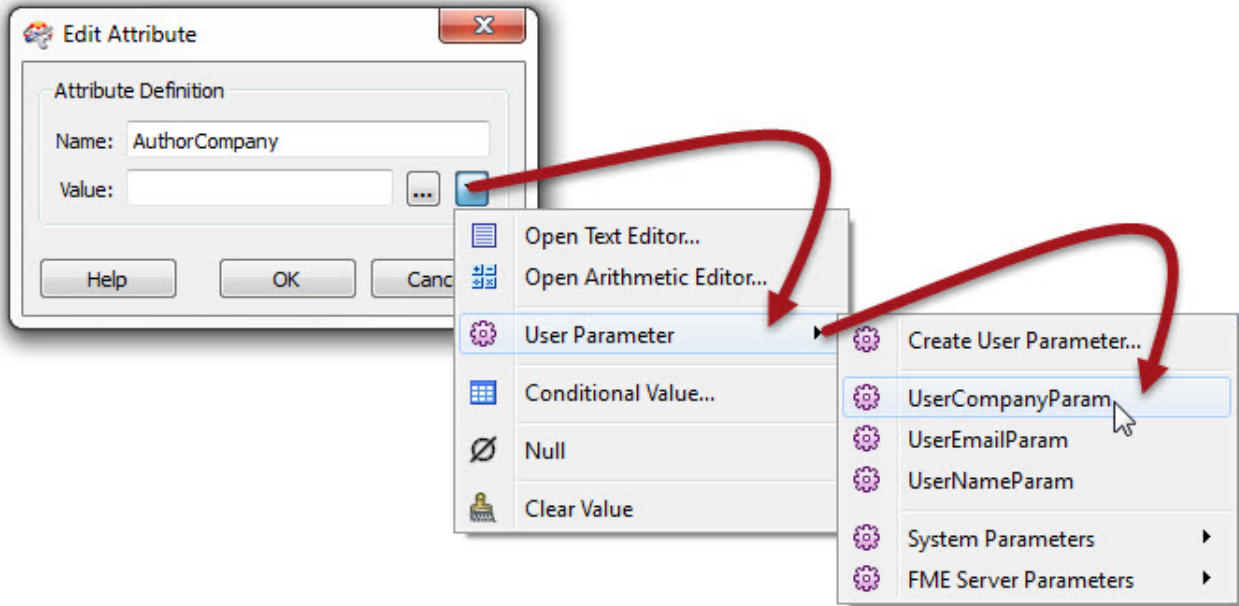 Edit Attribute
Attribute Definition
Name: AuthorCompany
Value: ...
Help OK
Open Text Editor...
Open Arithmetic Editor...
User Parameter
Conditional Value...
Null
Clear Value
Create User Parameter...
UserCompanyParam
UserEmailParam
UserNameParam
System Parameters
FME Server Parameters